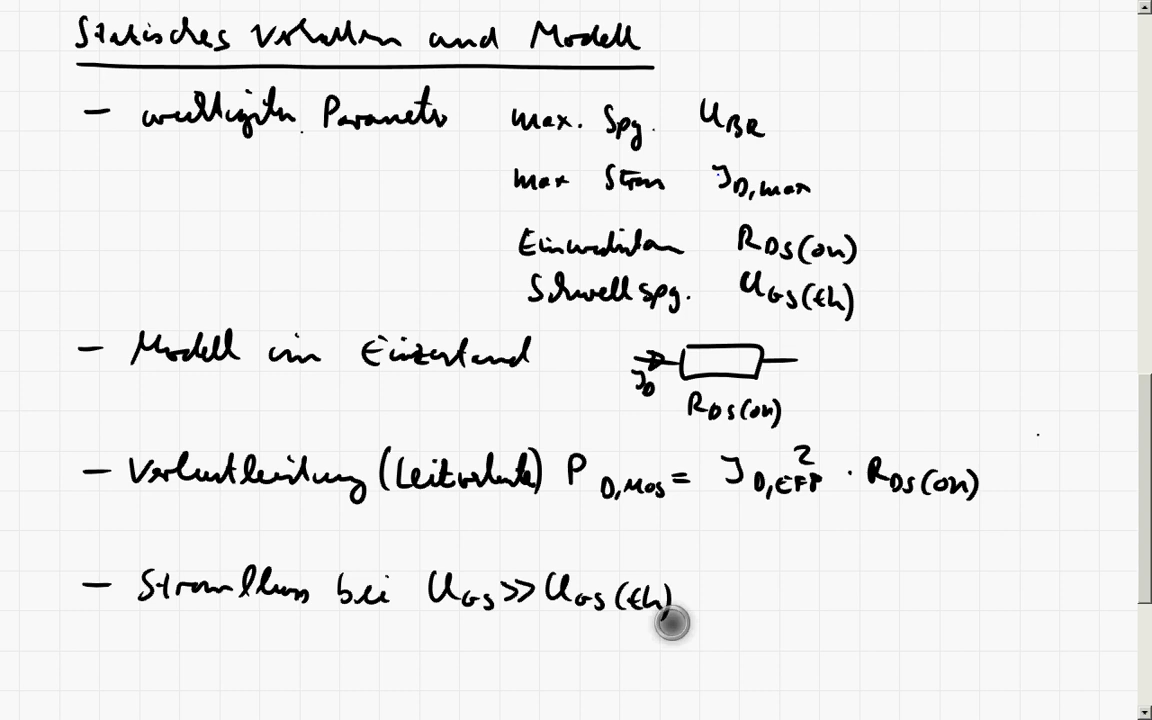 Statisches Verhalten und Modell
– wichtigste Parameter max. Spg. U_BR
max Strom I_D,max
Einwiderstan R_DS(on)
Schwellspg. U_GS(th)
– Modell im Einzustand
I_D
R_DS(on)
– Verlustleistung (Leitverluste) P_D,Mos = I_D,EFF² · R_DS(on)
– Stromfluss bei U_GS >> U_GS(th)